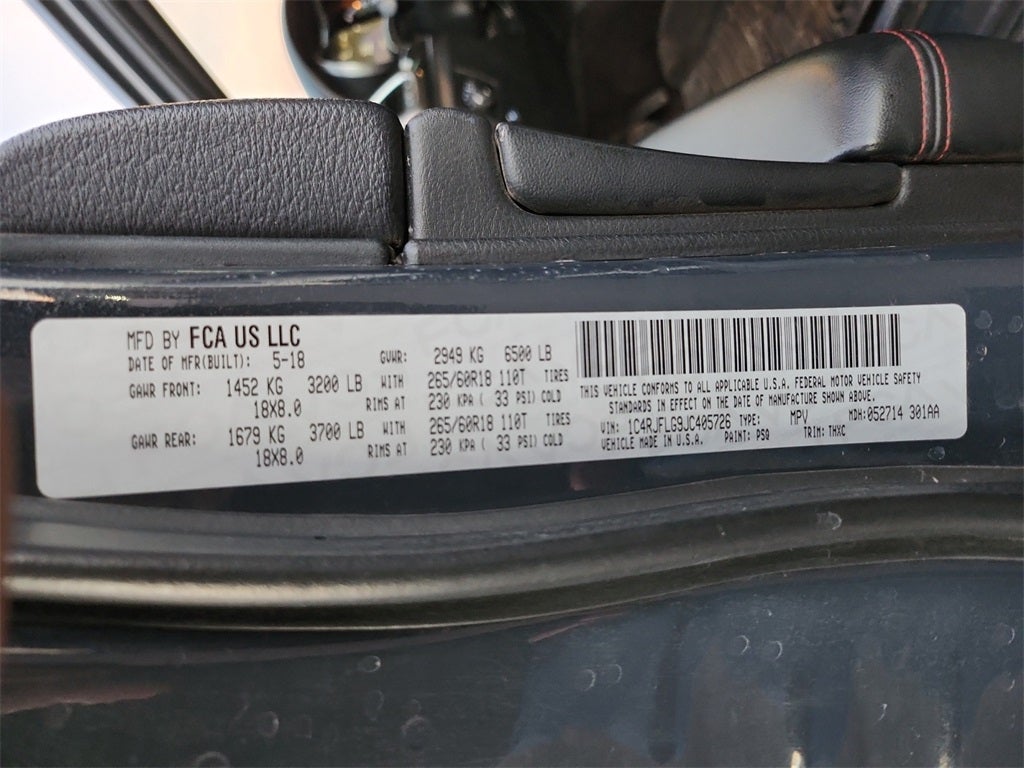 MFD BY FCA US LLC
DATE OF MFR(BUILT): 5-18 GVWR: 2949 KG 6500 LB
GAWR FRONT: 1452 KG 3200 LB WITH 265/60R18 110T TIRES
18X8.0 RIMS AT 230 KPA ( 33 PSI) COLD
GAWR REAR: 1679 KG 3700 LB WITH 265/60R18 110T TIRES
18X8.0 RIMS AT 230 KPA ( 33 PSI) COLD
THIS VEHICLE CONFORMS TO ALL APPLICABLE U.S.A. FEDERAL MOTOR VEHICLE SAFETY
STANDARDS IN EFFECT ON THE DATE OF MANUFACTURE SHOWN ABOVE.
VIN: 1C4RJFLG9JC405726 TYPE: MPV MDH:052714 301AA
VEHICLE MADE IN U.S.A. PAINT: PSQ TRIM: THXC